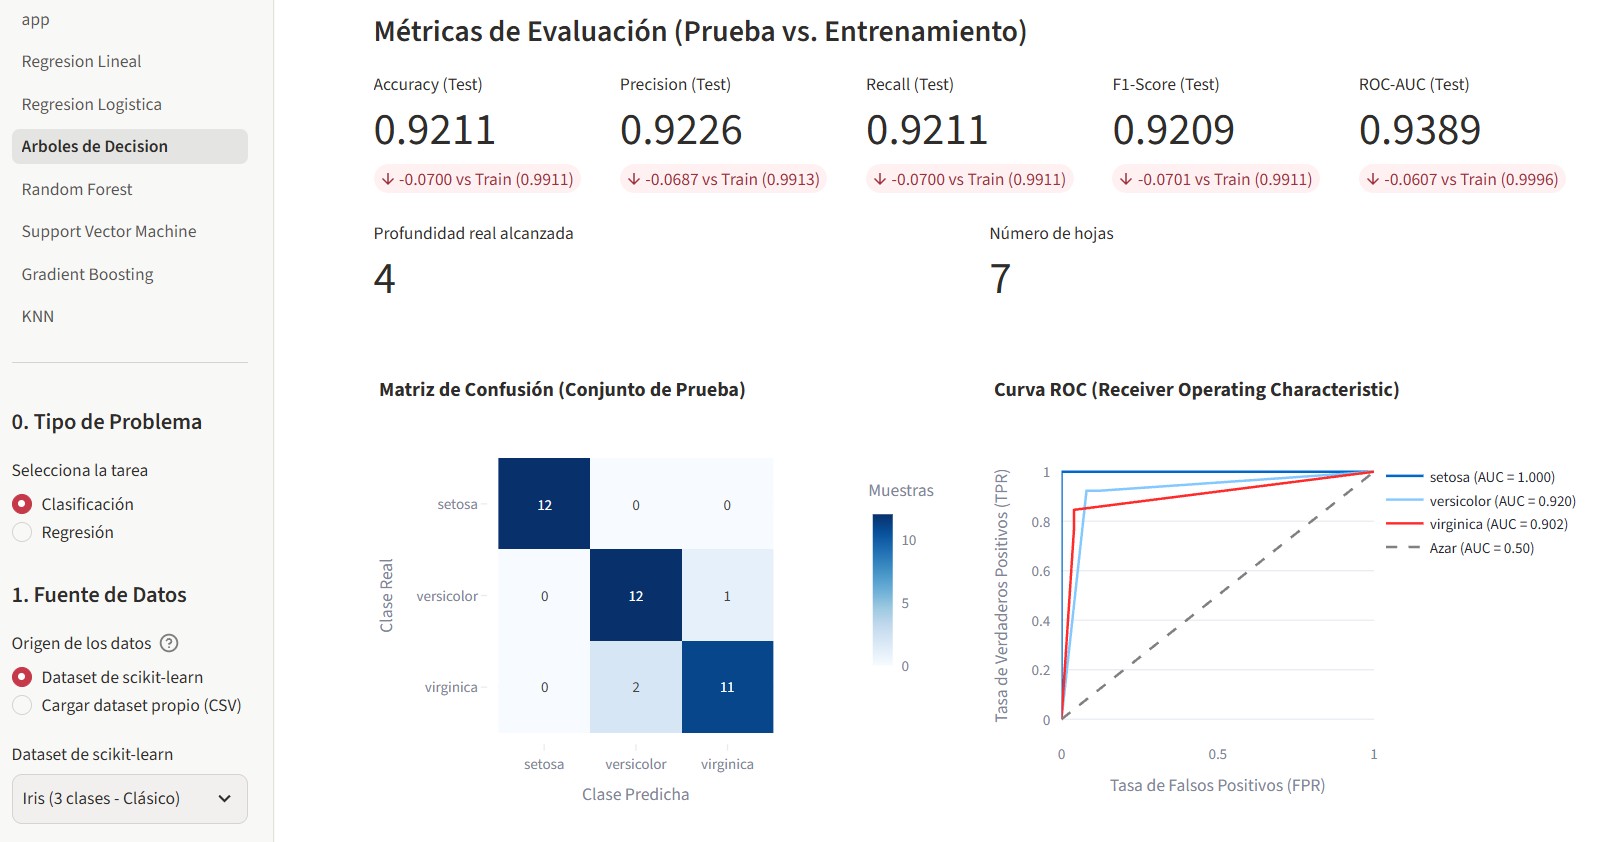 app
Regresion Lineal
Regresion Logistica
Arboles de Decision
Random Forest
Support Vector Machine
Gradient Boosting
KNN
0. Tipo de Problema
Selecciona la tarea
Clasificación
Regresión
1. Fuente de Datos
Origen de los datos ?
Dataset de scikit-learn
Cargar dataset propio (CSV)
Dataset de scikit-learn
Iris (3 clases - Clásico)
Métricas de Evaluación (Prueba vs. Entrenamiento)
Accuracy (Test)
0.9211
↓ -0.0700 vs Train (0.9911)
Precision (Test)
0.9226
↓ -0.0687 vs Train (0.9913)
Recall (Test)
0.9211
↓ -0.0700 vs Train (0.9911)
F1-Score (Test)
0.9209
↓ -0.0701 vs Train (0.9911)
ROC-AUC (Test)
0.9389
↓ -0.0607 vs Train (0.9996)
Profundidad real alcanzada
4
Número de hojas
7
Matriz de Confusión (Conjunto de Prueba)
Clase Real
setosa 12 0 0
versicolor 0 12 1
virginica 0 2 11
setosa versicolor virginica
Clase Predicha
Muestras
10
5
0
Curva ROC (Receiver Operating Characteristic)
Tasa de Verdaderos Positivos (TPR)
1
0.8
0.6
0.4
0.2
0
0 0.5 1
Tasa de Falsos Positivos (FPR)
setosa (AUC = 1.000)
versicolor (AUC = 0.920)
virginica (AUC = 0.902)
Azar (AUC = 0.50)